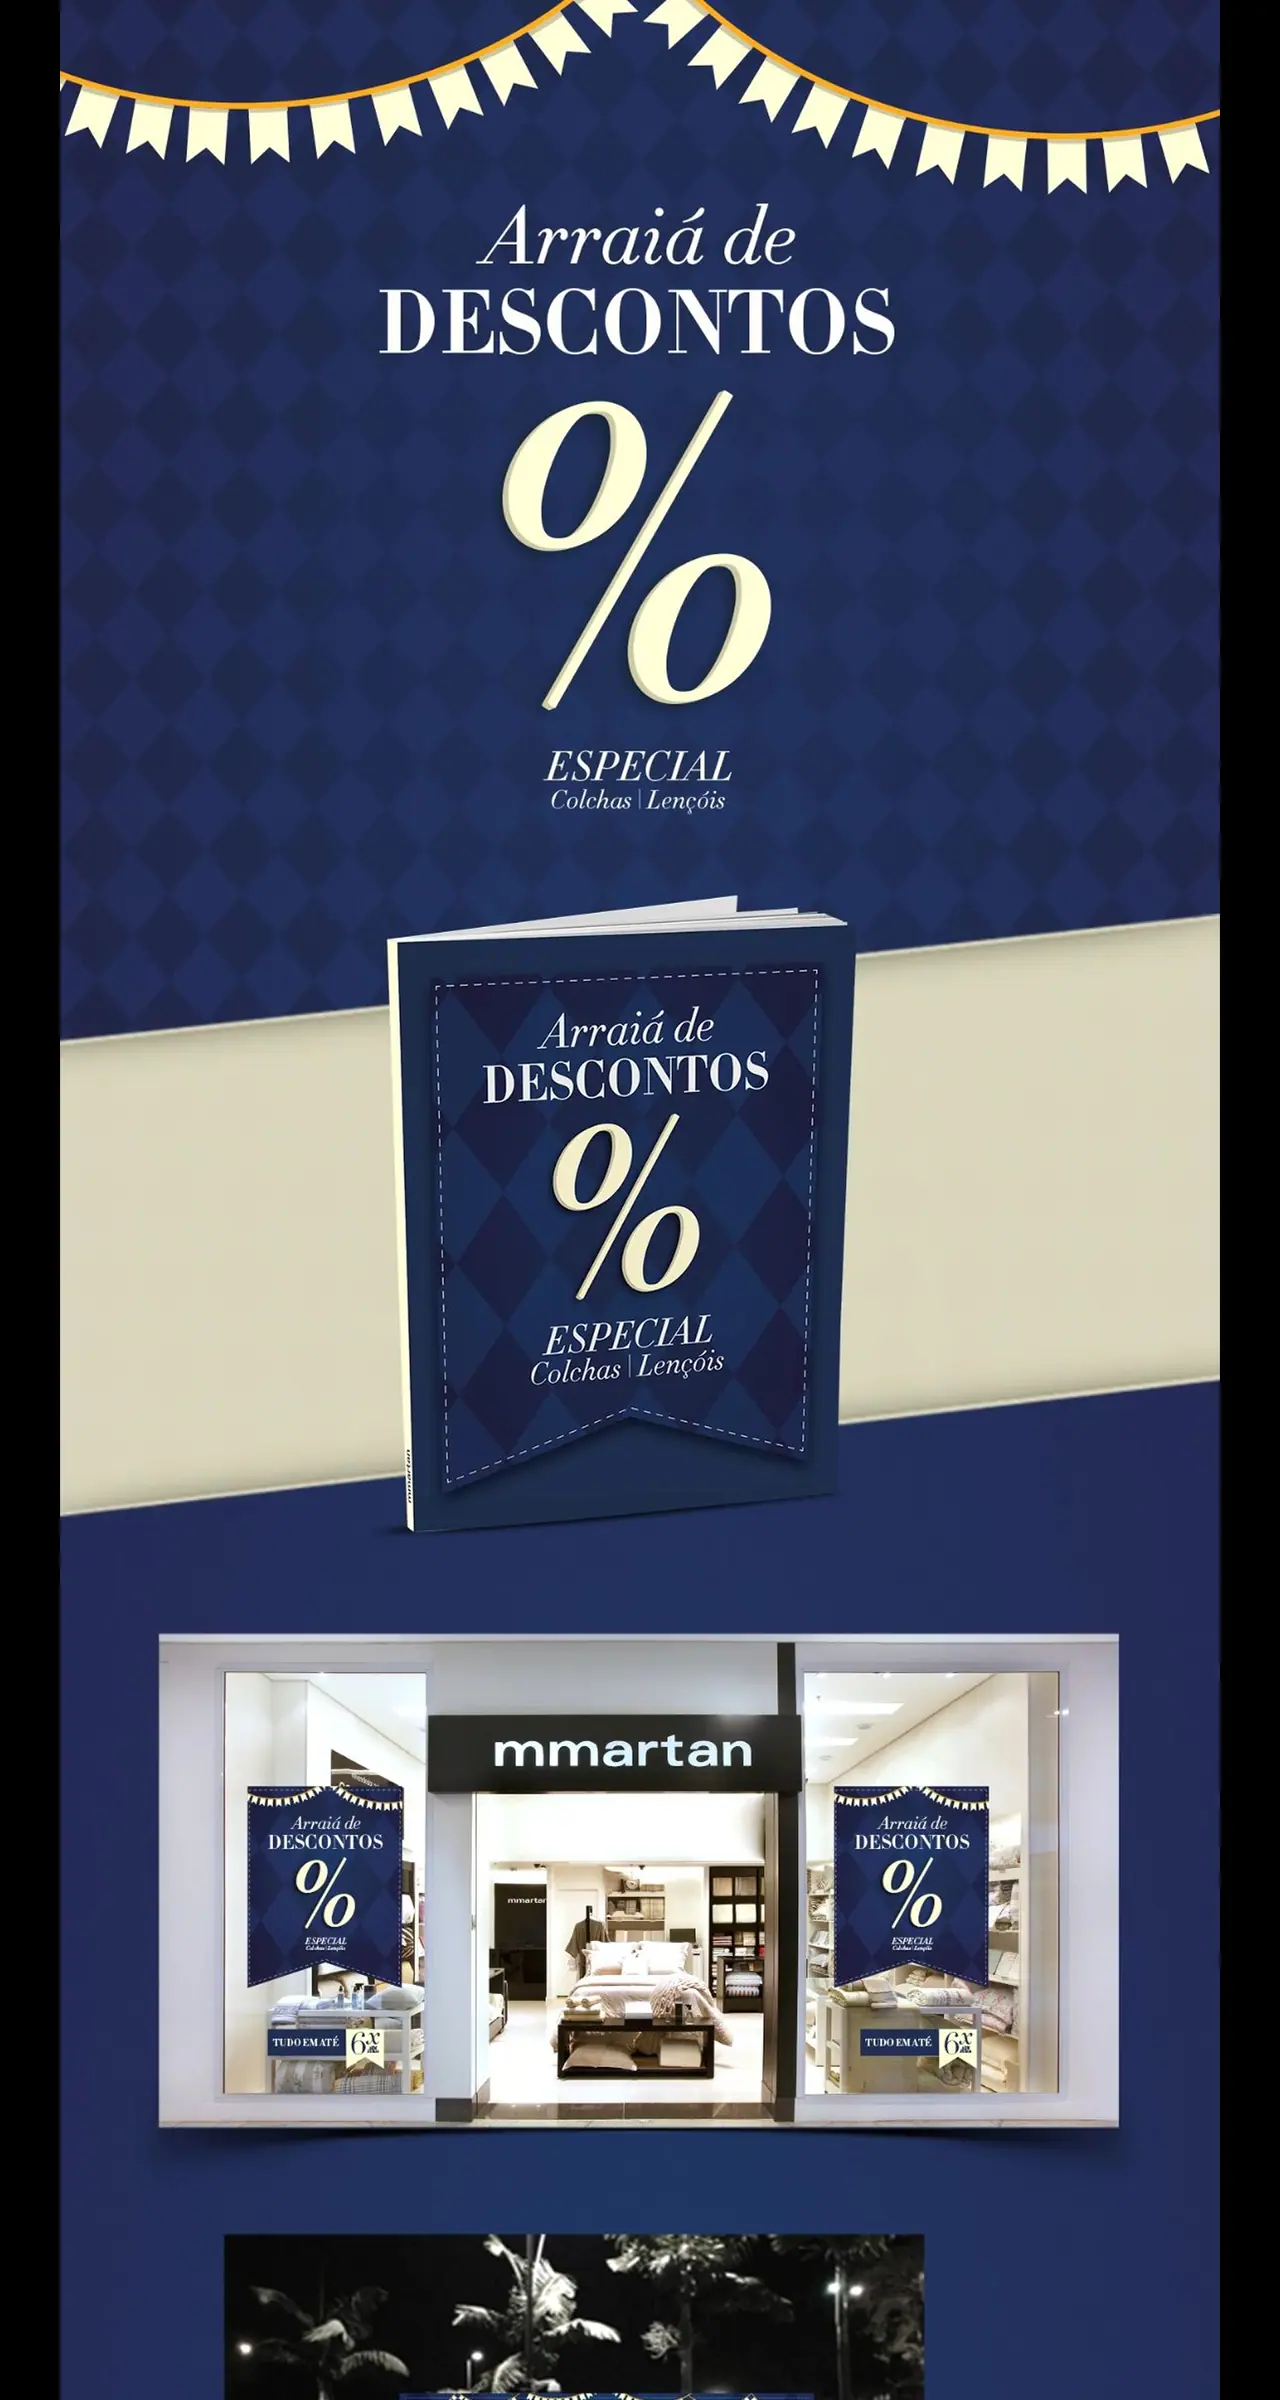 Arraiá de
DESCONTOS
%
ESPECIAL
Colchas | Lençóis
Arraiá de
DESCONTOS
%
ESPECIAL
Colchas | Lençóis
mmartan
mmartan
Arraiá de
DESCONTOS
%
ESPECIAL
Colchas | Lençóis
TUDO EM ATÉ 6x
mmartan
Arraiá de
DESCONTOS
%
ESPECIAL
Colchas | Lençóis
TUDO EM ATÉ 6x